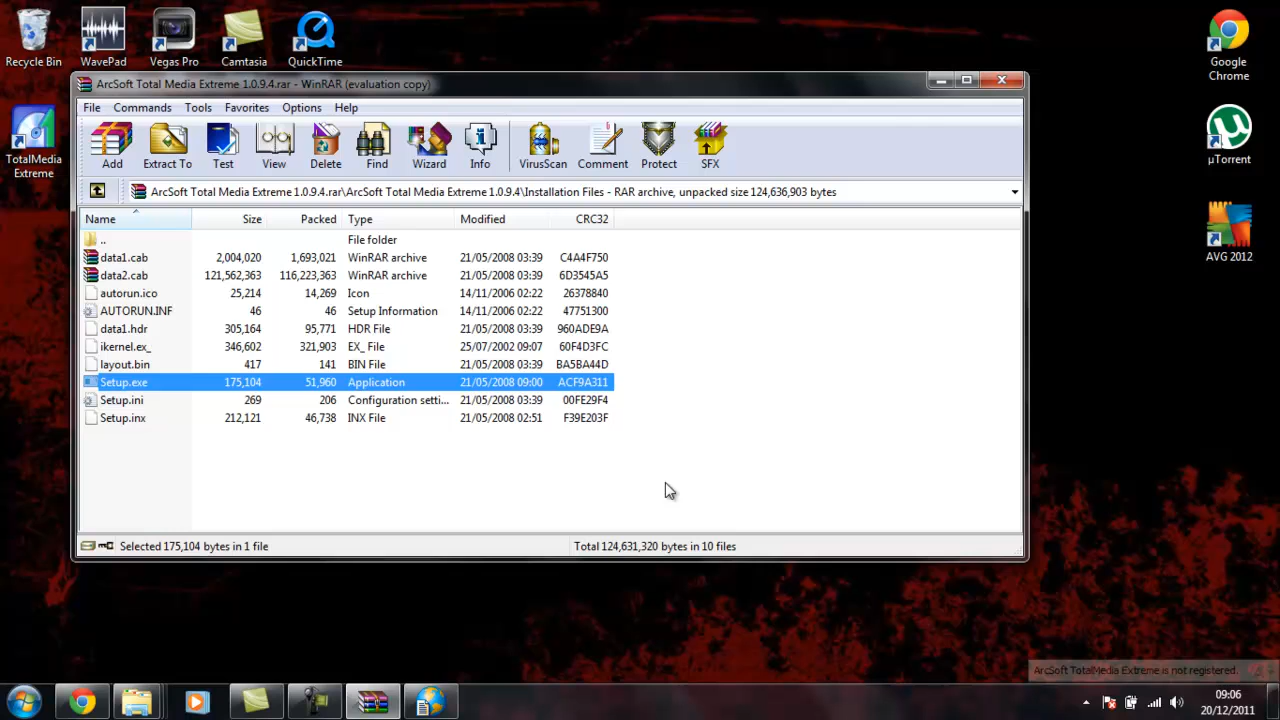 Recycle Bin
WavePad
Vegas Pro
Camtasia
QuickTime
Google Chrome
TotalMedia Extreme
µTorrent
AVG 2012
ArcSoft Total Media Extreme 1.0.9.4.rar - WinRAR (evaluation copy)
File Commands Tools Favorites Options Help
Add Extract To Test View Delete Find Wizard Info VirusScan Comment Protect SFX
ArcSoft Total Media Extreme 1.0.9.4.rar\ArcSoft Total Media Extreme 1.0.9.4\Installation Files - RAR archive, unpacked size 124,636,903 bytes
Name Size Packed Type Modified CRC32
.. File folder
data1.cab 2,004,020 1,693,021 WinRAR archive 21/05/2008 03:39 C4A4F750
data2.cab 121,562,363 116,223,363 WinRAR archive 21/05/2008 03:39 6D3545A5
autorun.ico 25,214 14,269 Icon 14/11/2006 02:22 26378840
AUTORUN.INF 46 46 Setup Information 14/11/2006 02:22 47751300
data1.hdr 305,164 95,771 HDR File 21/05/2008 03:39 960ADE9A
ikernel.ex_ 346,602 321,903 EX_ File 25/07/2002 09:07 60F4D3FC
layout.bin 417 141 BIN File 21/05/2008 03:39 BA5BA44D
Setup.exe 175,104 51,960 Application 21/05/2008 09:00 ACF9A311
Setup.ini 269 206 Configuration setti... 21/05/2008 03:39 00FE29F4
Setup.inx 212,121 46,738 INX File 21/05/2008 02:51 F39E203F
Selected 175,104 bytes in 1 file Total 124,631,320 bytes in 10 files
ArcSoft TotalMedia Extreme is not registered.
09:06
20/12/2011